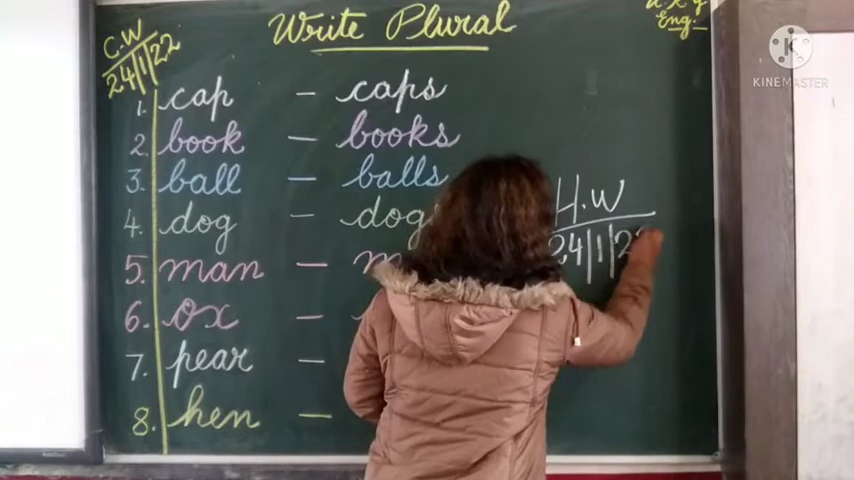 Write Plural
Eng.
C.W
24/1/22
1. cap - caps
2. book - books
3. ball - balls
4. dog - dog
5. man -
6. ox -
7. pear -
8. hen -
H.W
24/1/2
KINEMASTER